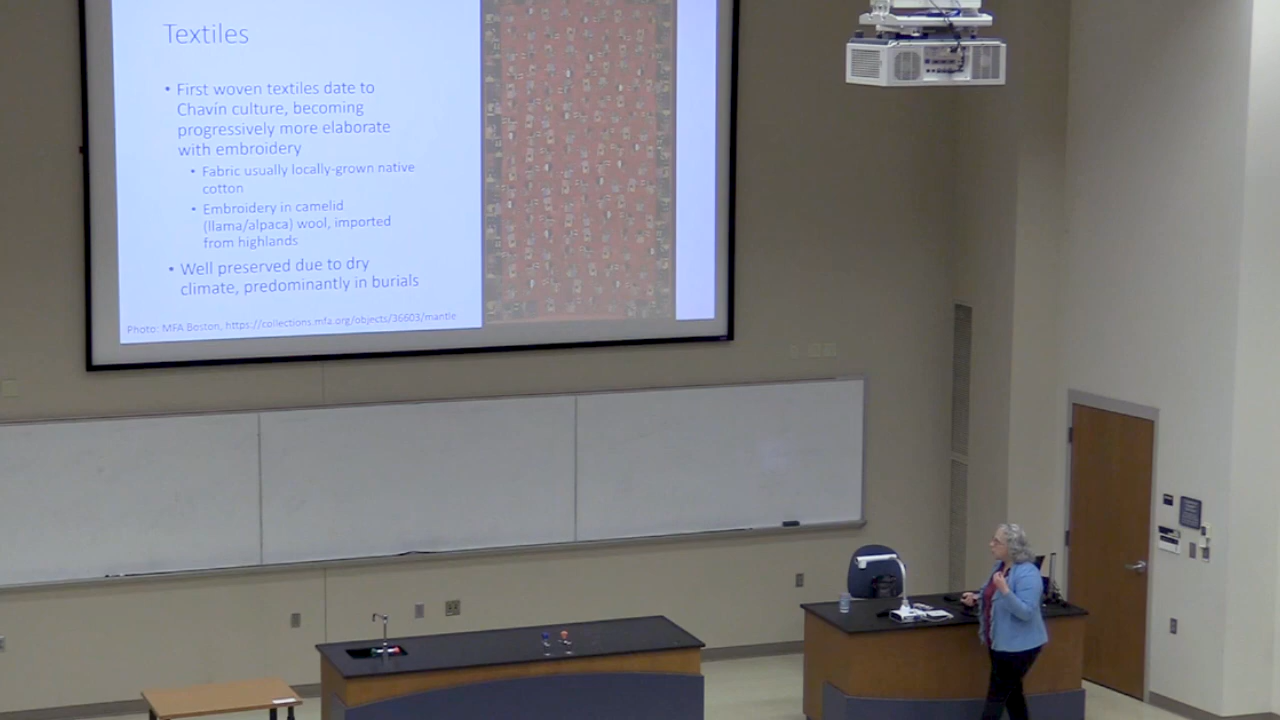 Textiles
• First woven textiles date to
Chavín culture, becoming
progressively more elaborate
with embroidery
• Fabric usually locally-grown native
cotton
• Embroidery in camelid
(llama/alpaca) wool, imported
from highlands
• Well preserved due to dry
climate, predominantly in burials
Photo: MFA Boston, https://collections.mfa.org/objects/36603/mantle